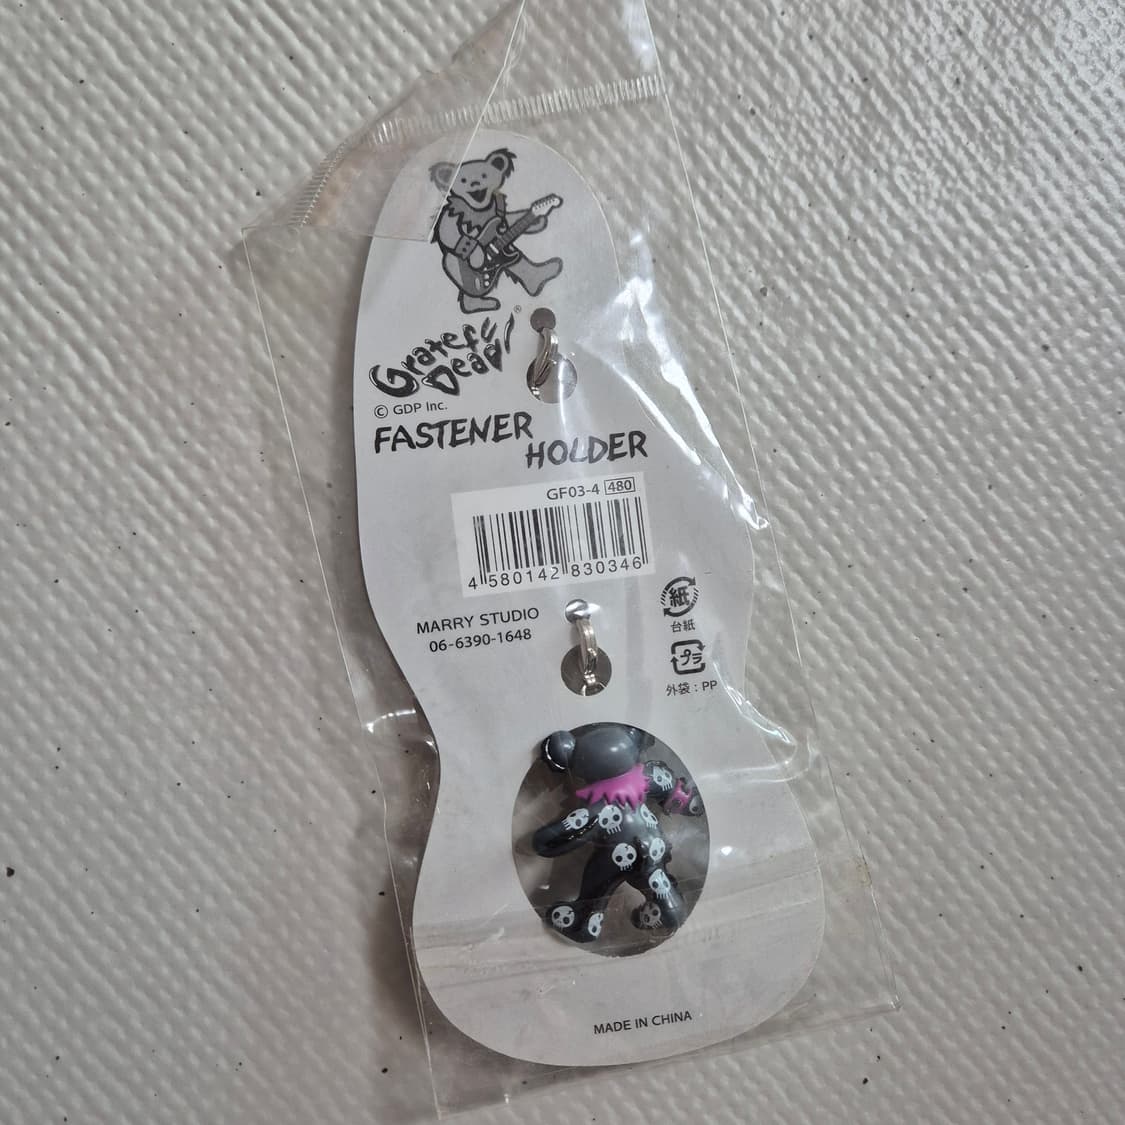 Grateful
Dead®
© GDP Inc.
FASTENER
HOLDER
GF03-4 480
4 580142 830346
MARRY STUDIO
06-6390-1648
紙
台紙
プラ
外袋：PP
MADE IN CHINA